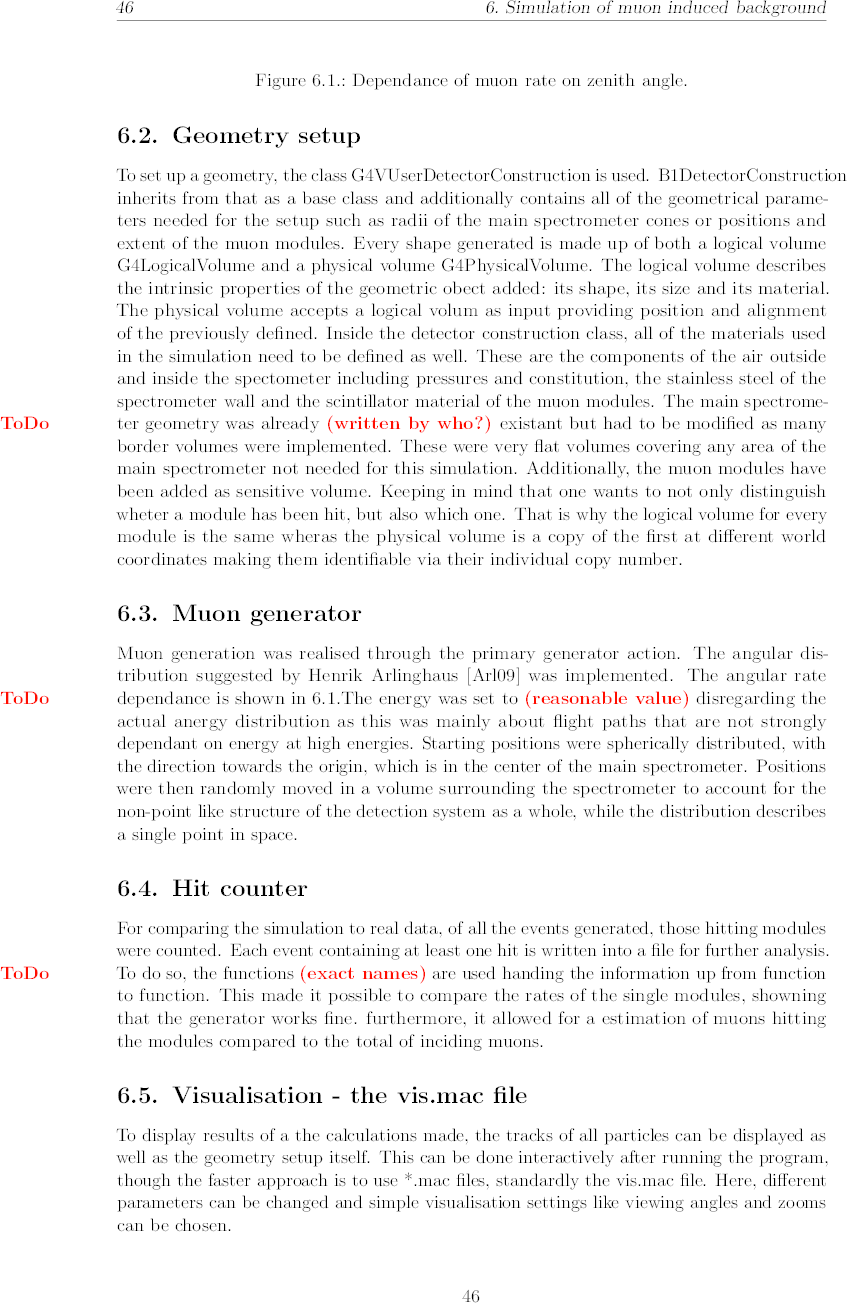 46 6. Simulation of muon induced background
Figure 6.1.: Dependance of muon rate on zenith angle.
6.2. Geometry setup
To set up a geometry, the class G4VUserDetectorConstruction is used. B1DetectorConstruction
inherits from that as a base class and additionally contains all of the geometrical parame-
ters needed for the setup such as radii of the main spectrometer cones or positions and
extent of the muon modules. Every shape generated is made up of both a logical volume
G4LogicalVolume and a physical volume G4PhysicalVolume. The logical volume describes
the intrinsic properties of the geometric obect added: its shape, its size and its material.
The physical volume accepts a logical volum as input providing position and alignment
of the previously defined. Inside the detector construction class, all of the materials used
in the simulation need to be defined as well. These are the components of the air outside
and inside the spectometer including pressures and constitution, the stainless steel of the
spectrometer wall and the scintillator material of the muon modules. The main spectrome-
ToDo ter geometry was already (written by who?) existant but had to be modified as many
border volumes were implemented. These were very flat volumes covering any area of the
main spectrometer not needed for this simulation. Additionally, the muon modules have
been added as sensitive volume. Keeping in mind that one wants to not only distinguish
wheter a module has been hit, but also which one. That is why the logical volume for every
module is the same wheras the physical volume is a copy of the first at different world
coordinates making them identifiable via their individual copy number.
6.3. Muon generator
Muon generation was realised through the primary generator action. The angular dis-
tribution suggested by Henrik Arlinghaus [Arl09] was implemented. The angular rate
ToDo dependance is shown in 6.1.The energy was set to (reasonable value) disregarding the
actual anergy distribution as this was mainly about flight paths that are not strongly
dependant on energy at high energies. Starting positions were spherically distributed, with
the direction towards the origin, which is in the center of the main spectrometer. Positions
were then randomly moved in a volume surrounding the spectrometer to account for the
non-point like structure of the detection system as a whole, while the distribution describes
a single point in space.
6.4. Hit counter
For comparing the simulation to real data, of all the events generated, those hitting modules
were counted. Each event containing at least one hit is written into a file for further analysis.
ToDo To do so, the functions (exact names) are used handing the information up from function
to function. This made it possible to compare the rates of the single modules, showning
that the generator works fine. furthermore, it allowed for a estimation of muons hitting
the modules compared to the total of inciding muons.
6.5. Visualisation - the vis.mac file
To display results of a the calculations made, the tracks of all particles can be displayed as
well as the geometry setup itself. This can be done interactively after running the program,
though the faster approach is to use *.mac files, standardly the vis.mac file. Here, different
parameters can be changed and simple visualisation settings like viewing angles and zooms
can be chosen.
46